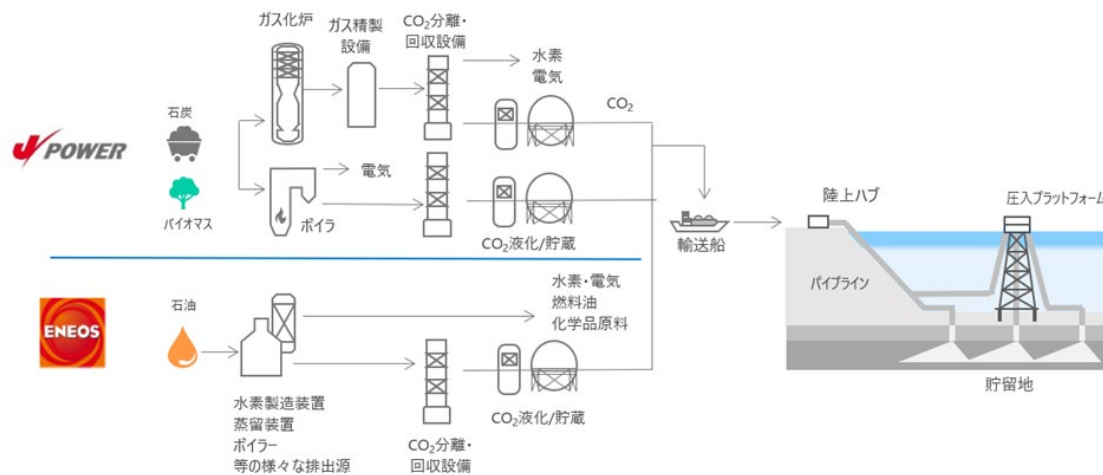 ガス化炉
ガス精製
設備
CO₂分離・
回収設備
水素
電気
CO₂
石炭
J POWER
電気
バイオマス
ボイラ
CO₂液化/貯蔵
輸送船
陸上ハブ
圧入プラットフォーム
パイプライン
貯留地
水素・電気
燃料油
化学品原料
石油
ENEOS
水素製造装置
蒸留装置
ボイラー
等の様々な排出源
CO₂分離・
回収設備
CO₂液化/貯蔵